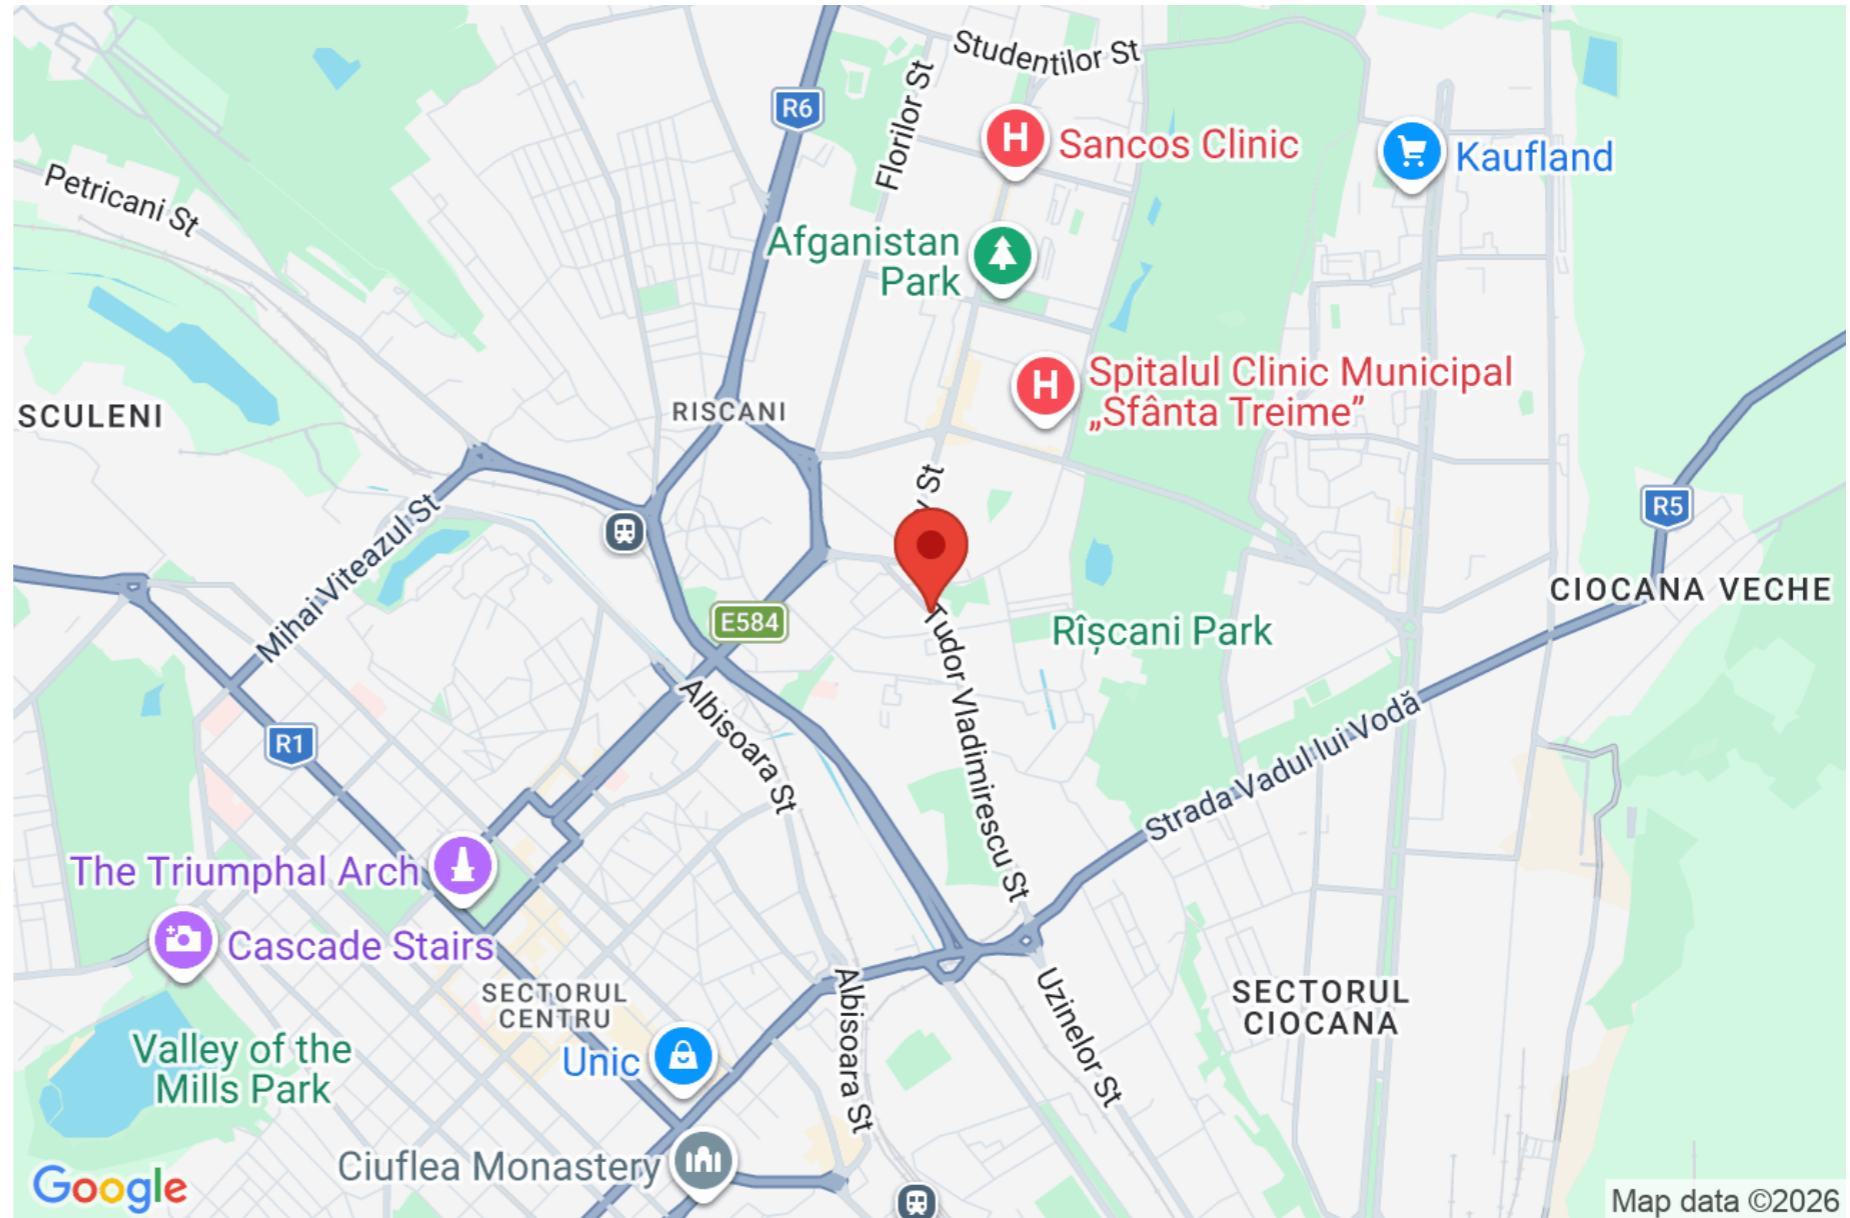 Studentilor St
R6
Florilor St
Sancos Clinic
Kaufland
Petricani St
Afganistan
Park
Spitalul Clinic Municipal
„Sfânta Treime”
SCULENI
RISCANI
St
Mihai Viteazul St
R5
CIOCANA VECHE
E584
Tudor Vladimirescu St
Rîșcani Park
R1
Albisoara St
Strada Vadul lui Vodă
The Triumphal Arch
Cascade Stairs
SECTORUL
CENTRU
Albisoara St
Uzinelor St
SECTORUL
CIOCANA
Valley of the
Mills Park
Unic
Ciuflea Monastery
Google
Map data ©2026